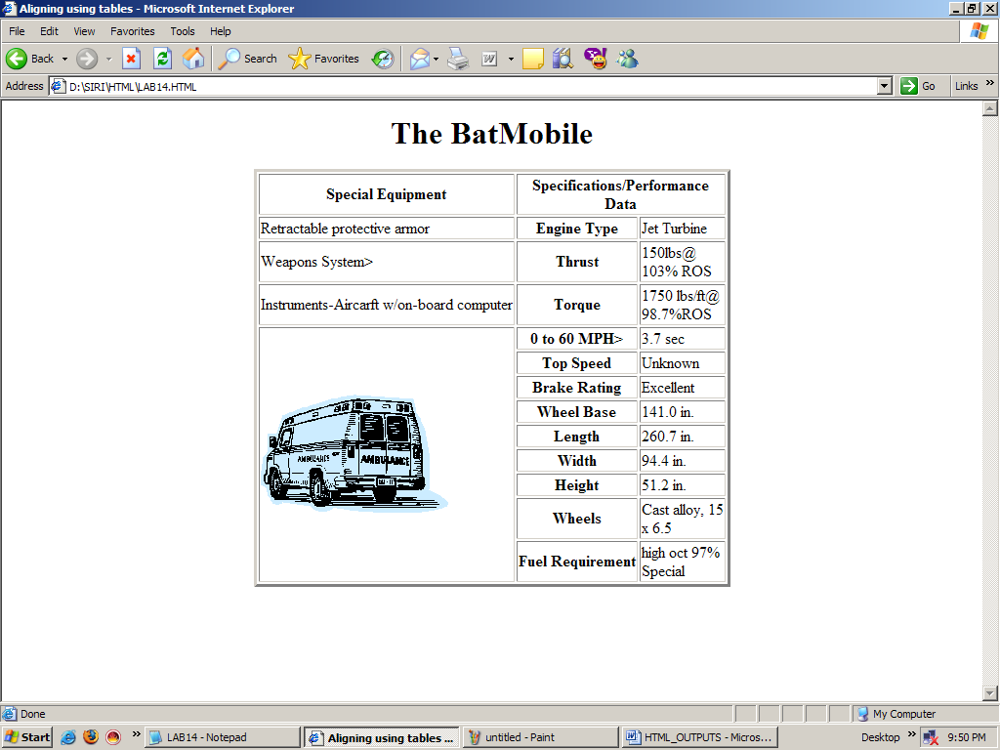 Aligning using tables - Microsoft Internet Explorer
File Edit View Favorites Tools Help
Back Search Favorites
Address D:\SIRI\HTML\LAB14.HTML Go Links »
The BatMobile
Special Equipment Specifications/Performance
Data
Retractable protective armor Engine Type Jet Turbine
Weapons System> Thrust 150lbs@
103% ROS
Instruments-Aircarft w/on-board computer Torque 1750 lbs/ft@
98.7%ROS
0 to 60 MPH> 3.7 sec
Top Speed Unknown
Brake Rating Excellent
Wheel Base 141.0 in.
Length 260.7 in.
Width 94.4 in.
Height 51.2 in.
AMBULANCE AMBULANCE
Wheels Cast alloy, 15
x 6.5
Fuel Requirement high oct 97%
Special
Done My Computer
Start » LAB14 - Notepad Aligning using tables ... untitled - Paint HTML_OUTPUTS - Micros... Desktop » 9:50 PM